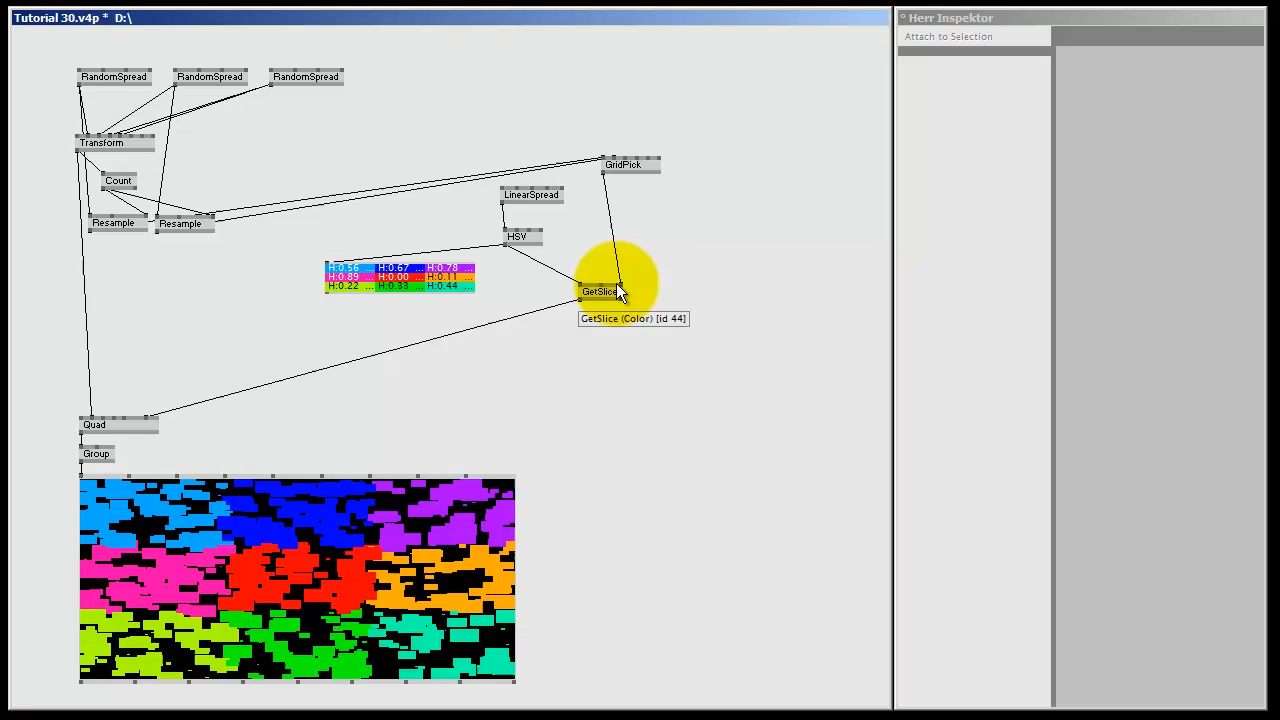 Tutorial 30.v4p * D:\
° Herr Inspektor
Attach to Selection
RandomSpread
RandomSpread
RandomSpread
Transform
GridPick
Count
LinearSpread
Resample
Resample
HSV
H:0.56 ... H:0.67 ... H:0.78 ...
H:0.89 ... H:0.00 ... H:0.11 ...
H:0.22 ... H:0.33 ... H:0.44 ...
GetSlice
GetSlice (Color) [id 44]
Quad
Group